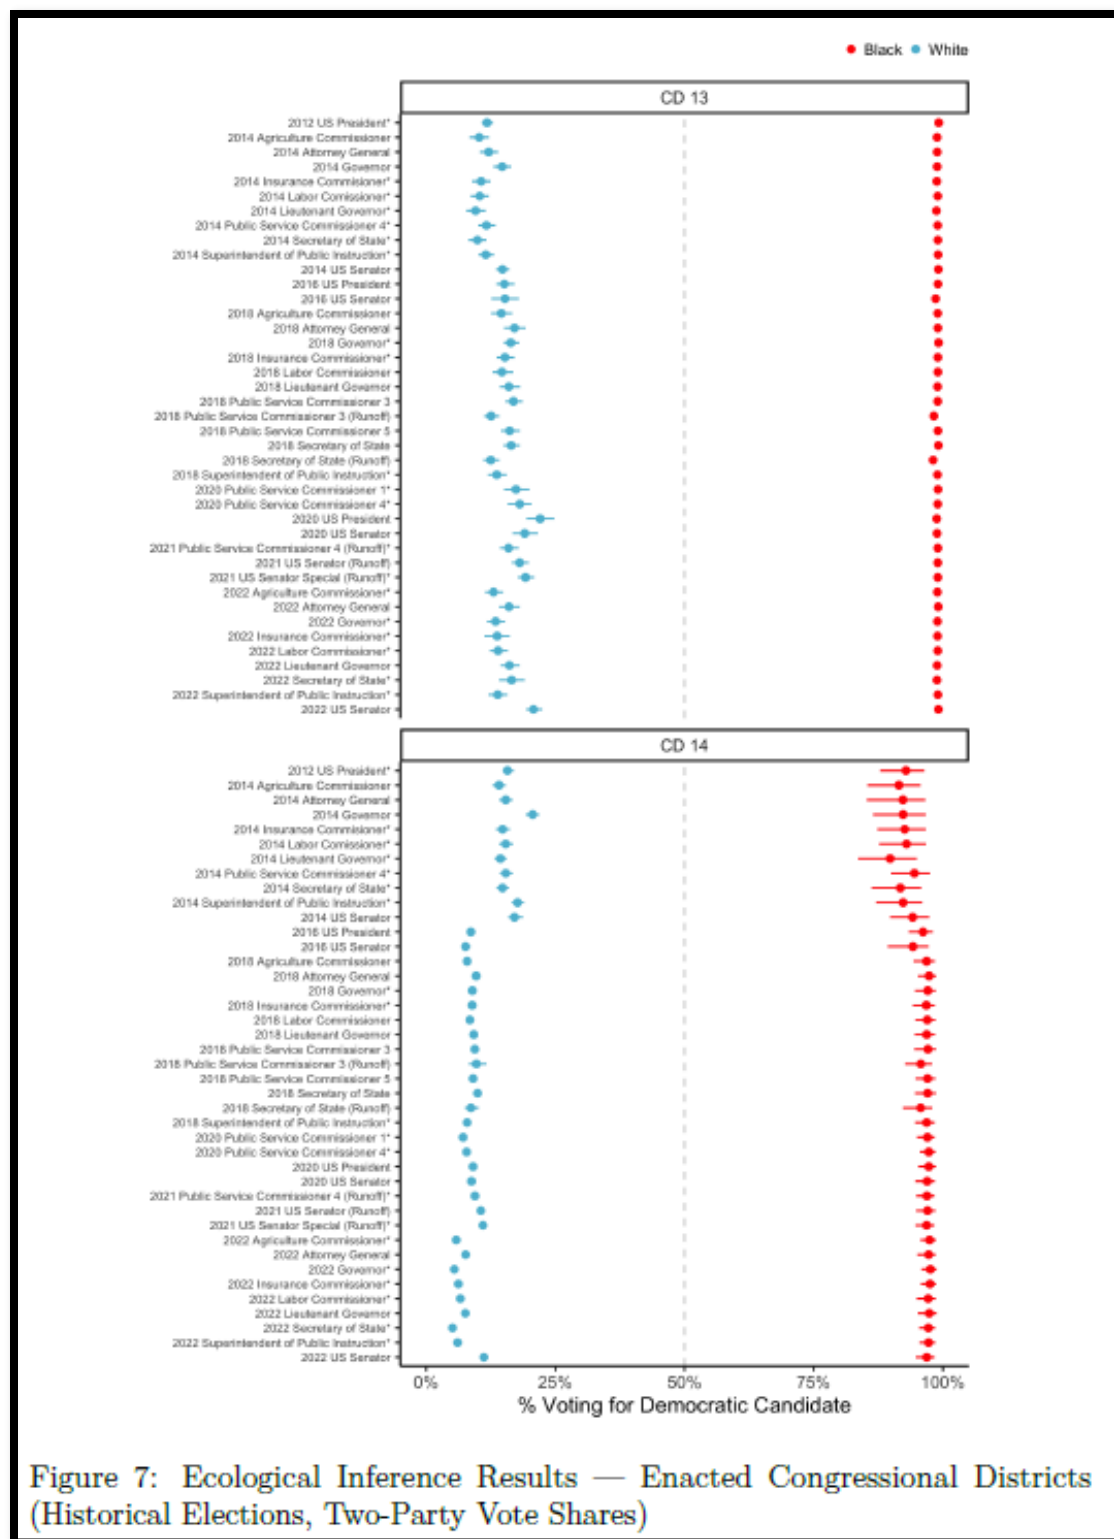 Black White
CD 13
2012 US President*
2014 Agriculture Commissioner
2014 Attorney General
2014 Governor
2014 Insurance Commisioner*
2014 Labor Comissioner*
2014 Lieutenant Governor*
2014 Public Service Commissioner 4*
2014 Secretary of State*
2014 Superintendent of Public Instruction*
2014 US Senator
2016 US President
2016 US Senator
2018 Agriculture Commissioner
2018 Attorney General
2018 Governor*
2018 Insurance Commissioner*
2018 Labor Commissioner
2018 Lieutenant Governor
2018 Public Service Commissioner 3
2018 Public Service Commissioner 3 (Runoff)
2018 Public Service Commissioner 5
2018 Secretary of State
2018 Secretary of State (Runoff)
2018 Superintendent of Public Instruction*
2020 Public Service Commissioner 1*
2020 Public Service Commissioner 4*
2020 US President
2020 US Senator
2021 Public Service Commissioner 4 (Runoff)*
2021 US Senator (Runoff)
2021 US Senator Special (Runoff)*
2022 Agriculture Commissioner*
2022 Attorney General
2022 Governor*
2022 Insurance Commissioner*
2022 Labor Commissioner*
2022 Lieutenant Governor
2022 Secretary of State*
2022 Superintendent of Public Instruction*
2022 US Senator
CD 14
2012 US President*
2014 Agriculture Commissioner
2014 Attorney General
2014 Governor
2014 Insurance Commisioner*
2014 Labor Comissioner*
2014 Lieutenant Governor*
2014 Public Service Commissioner 4*
2014 Secretary of State*
2014 Superintendent of Public Instruction*
2014 US Senator
2016 US President
2016 US Senator
2018 Agriculture Commissioner
2018 Attorney General
2018 Governor*
2018 Insurance Commissioner*
2018 Labor Commissioner
2018 Lieutenant Governor
2018 Public Service Commissioner 3
2018 Public Service Commissioner 3 (Runoff)
2018 Public Service Commissioner 5
2018 Secretary of State
2018 Secretary of State (Runoff)
2018 Superintendent of Public Instruction*
2020 Public Service Commissioner 1*
2020 Public Service Commissioner 4*
2020 US President
2020 US Senator
2021 Public Service Commissioner 4 (Runoff)*
2021 US Senator (Runoff)
2021 US Senator Special (Runoff)*
2022 Agriculture Commissioner*
2022 Attorney General
2022 Governor*
2022 Insurance Commissioner*
2022 Labor Commissioner*
2022 Lieutenant Governor
2022 Secretary of State*
2022 Superintendent of Public Instruction*
2022 US Senator
0% 25% 50% 75% 100%
% Voting for Democratic Candidate
Figure 7: Ecological Inference Results — Enacted Congressional Districts
(Historical Elections, Two-Party Vote Shares)